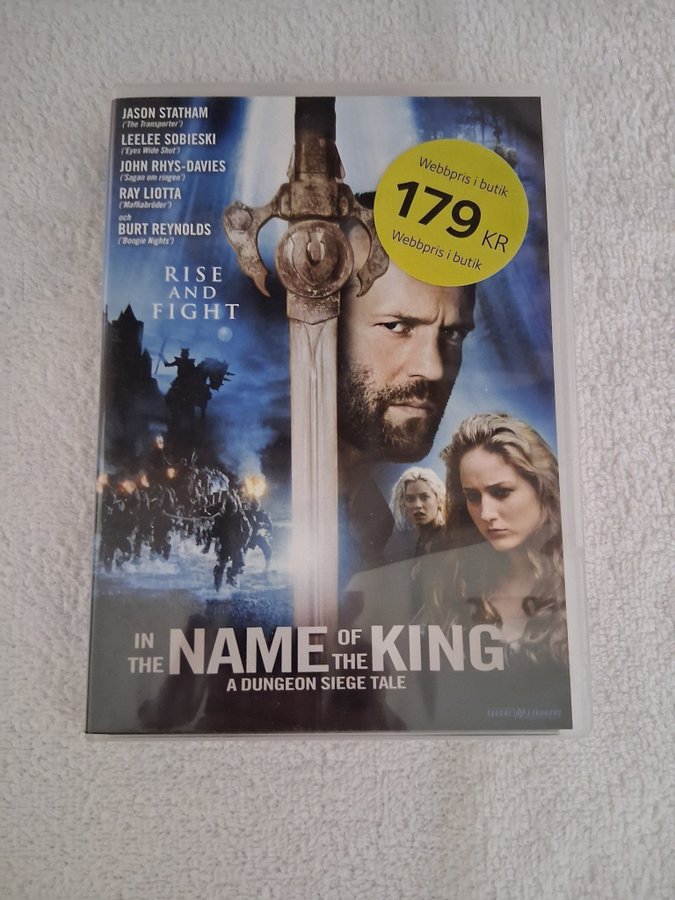 JASON STATHAM
('The Transporter')
LEELEE SOBIESKI
('Eyes Wide Shut')
JOHN RHYS-DAVIES
('Sagan om ringen')
RAY LIOTTA
('Maffiabröder')
och
BURT REYNOLDS
('Boogie Nights')
RISE
AND
FIGHT
Webbpris i butik
179 KR
Webbpris i butik
IN THE NAME OF THE KING
A DUNGEON SIEGE TALE
SANDREW METRONOME